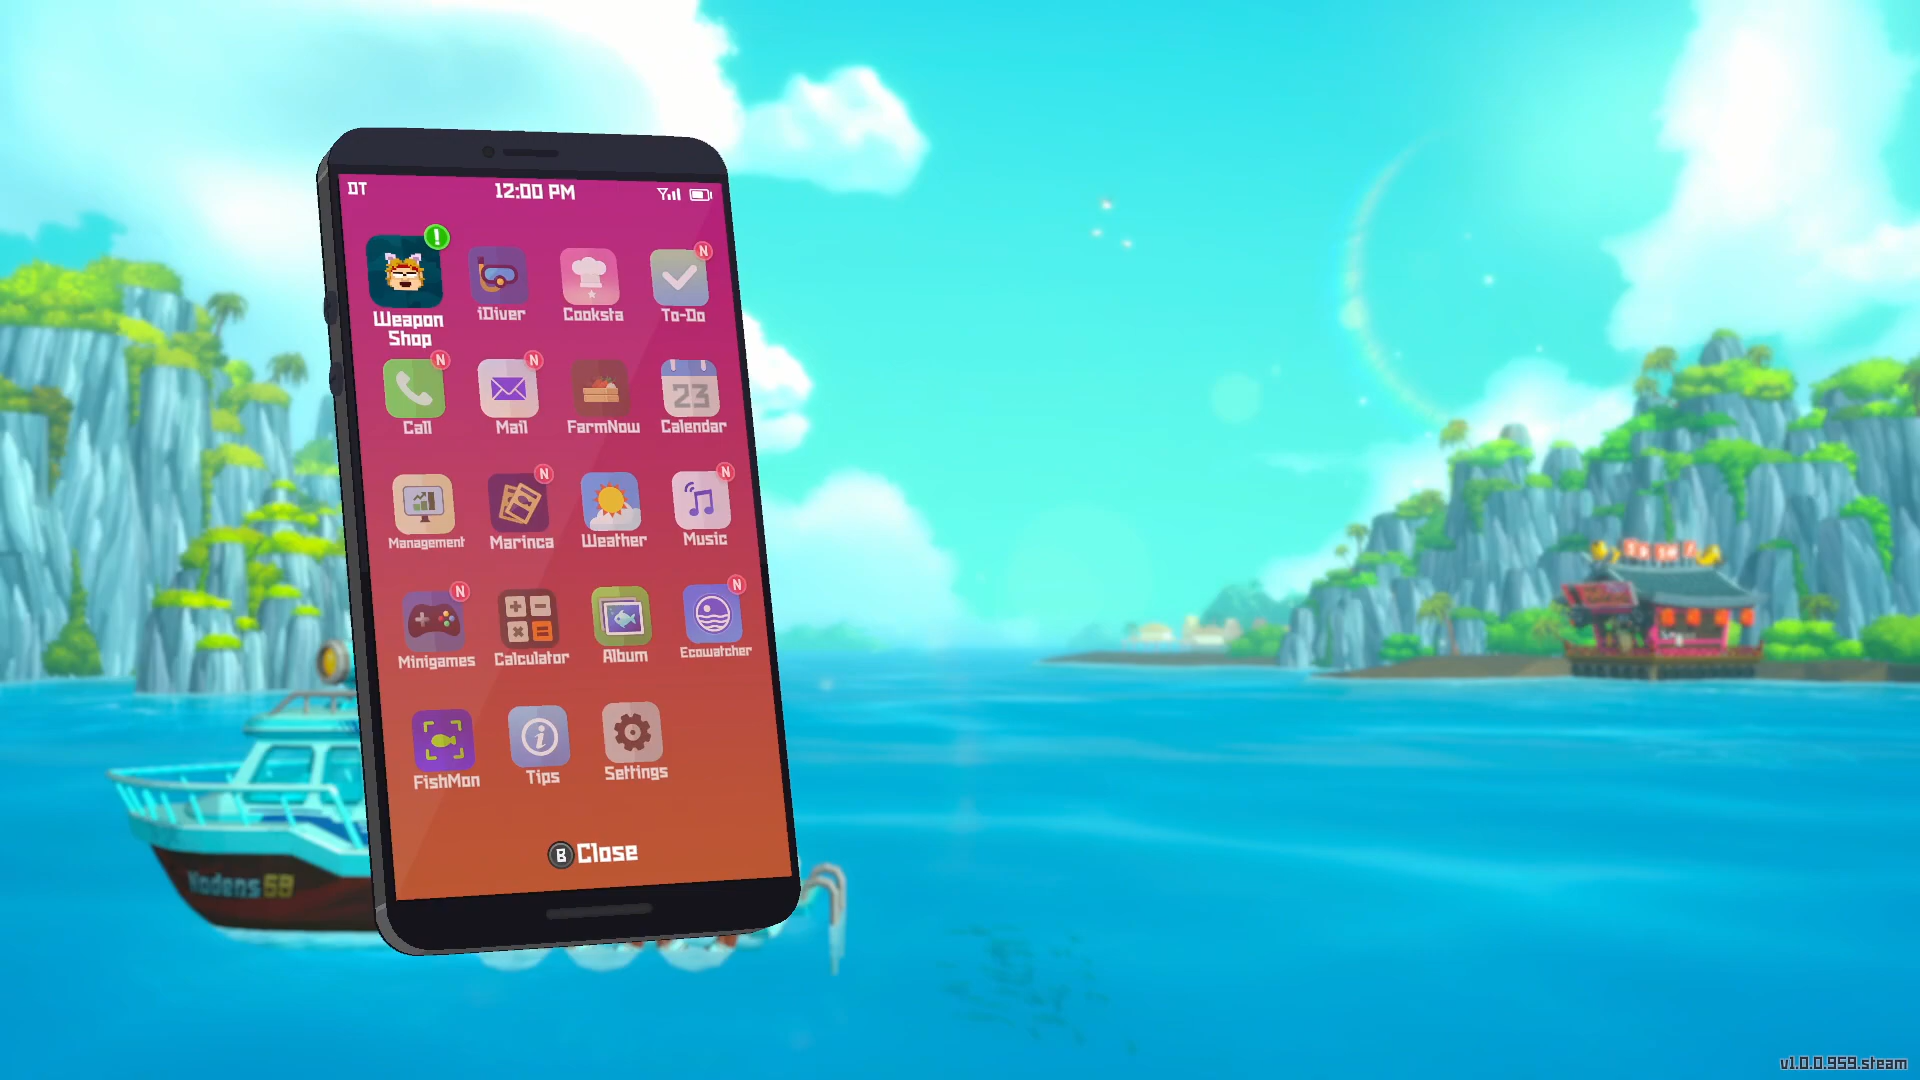 DT 12:00 PM
!
N
Weapon Shop
iDiver
Cooksta
To-Do
N
N
23
Call
Mail
FarmNow
Calendar
N
N
Management
Marinca
Weather
Music
N
N
Minigames
Calculator
Album
Ecowatcher
i
FishMon
Tips
Settings
B Close
Nodens 68
v1.0.0.959.steam